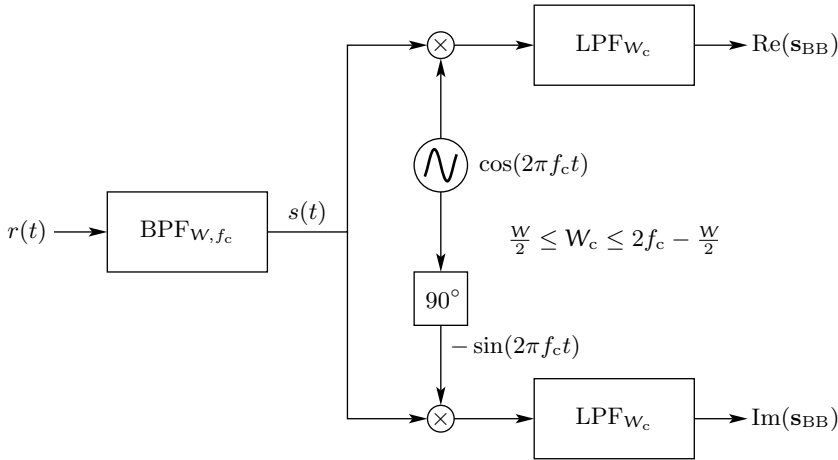 × LPF_{W_c} Re(s_BB)
cos(2πf_c t)
r(t) BPF_{W,f_c} s(t)
W/2 ≤ W_c ≤ 2f_c − W/2
90°
− sin(2πf_c t)
× LPF_{W_c} Im(s_BB)